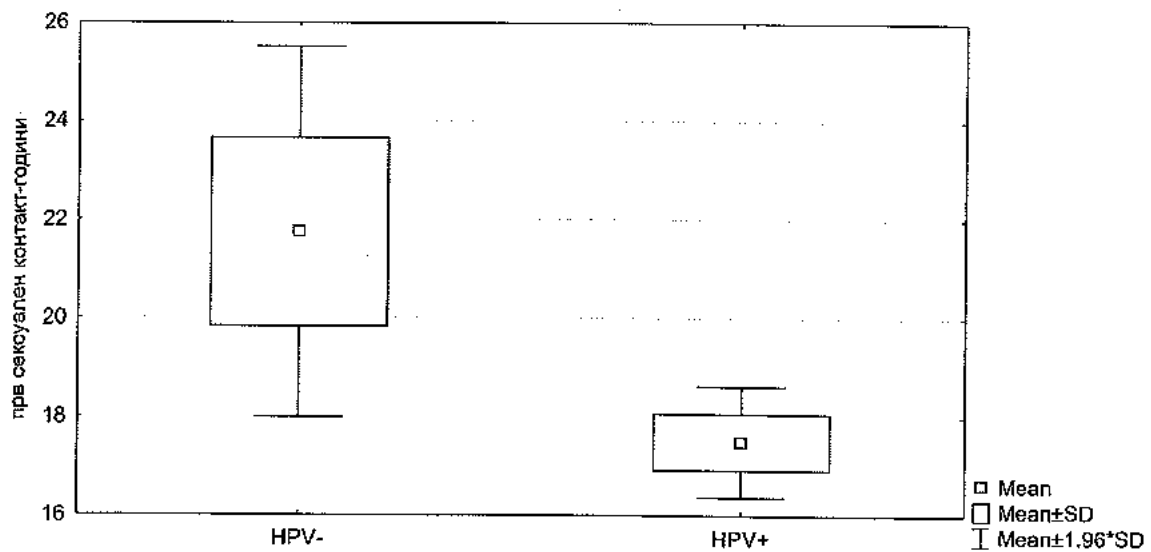 прв сексуален контакт-години
26
24
22
20
18
16
HPV-
HPV+
Mean
Mean±SD
Mean±1,96*SD